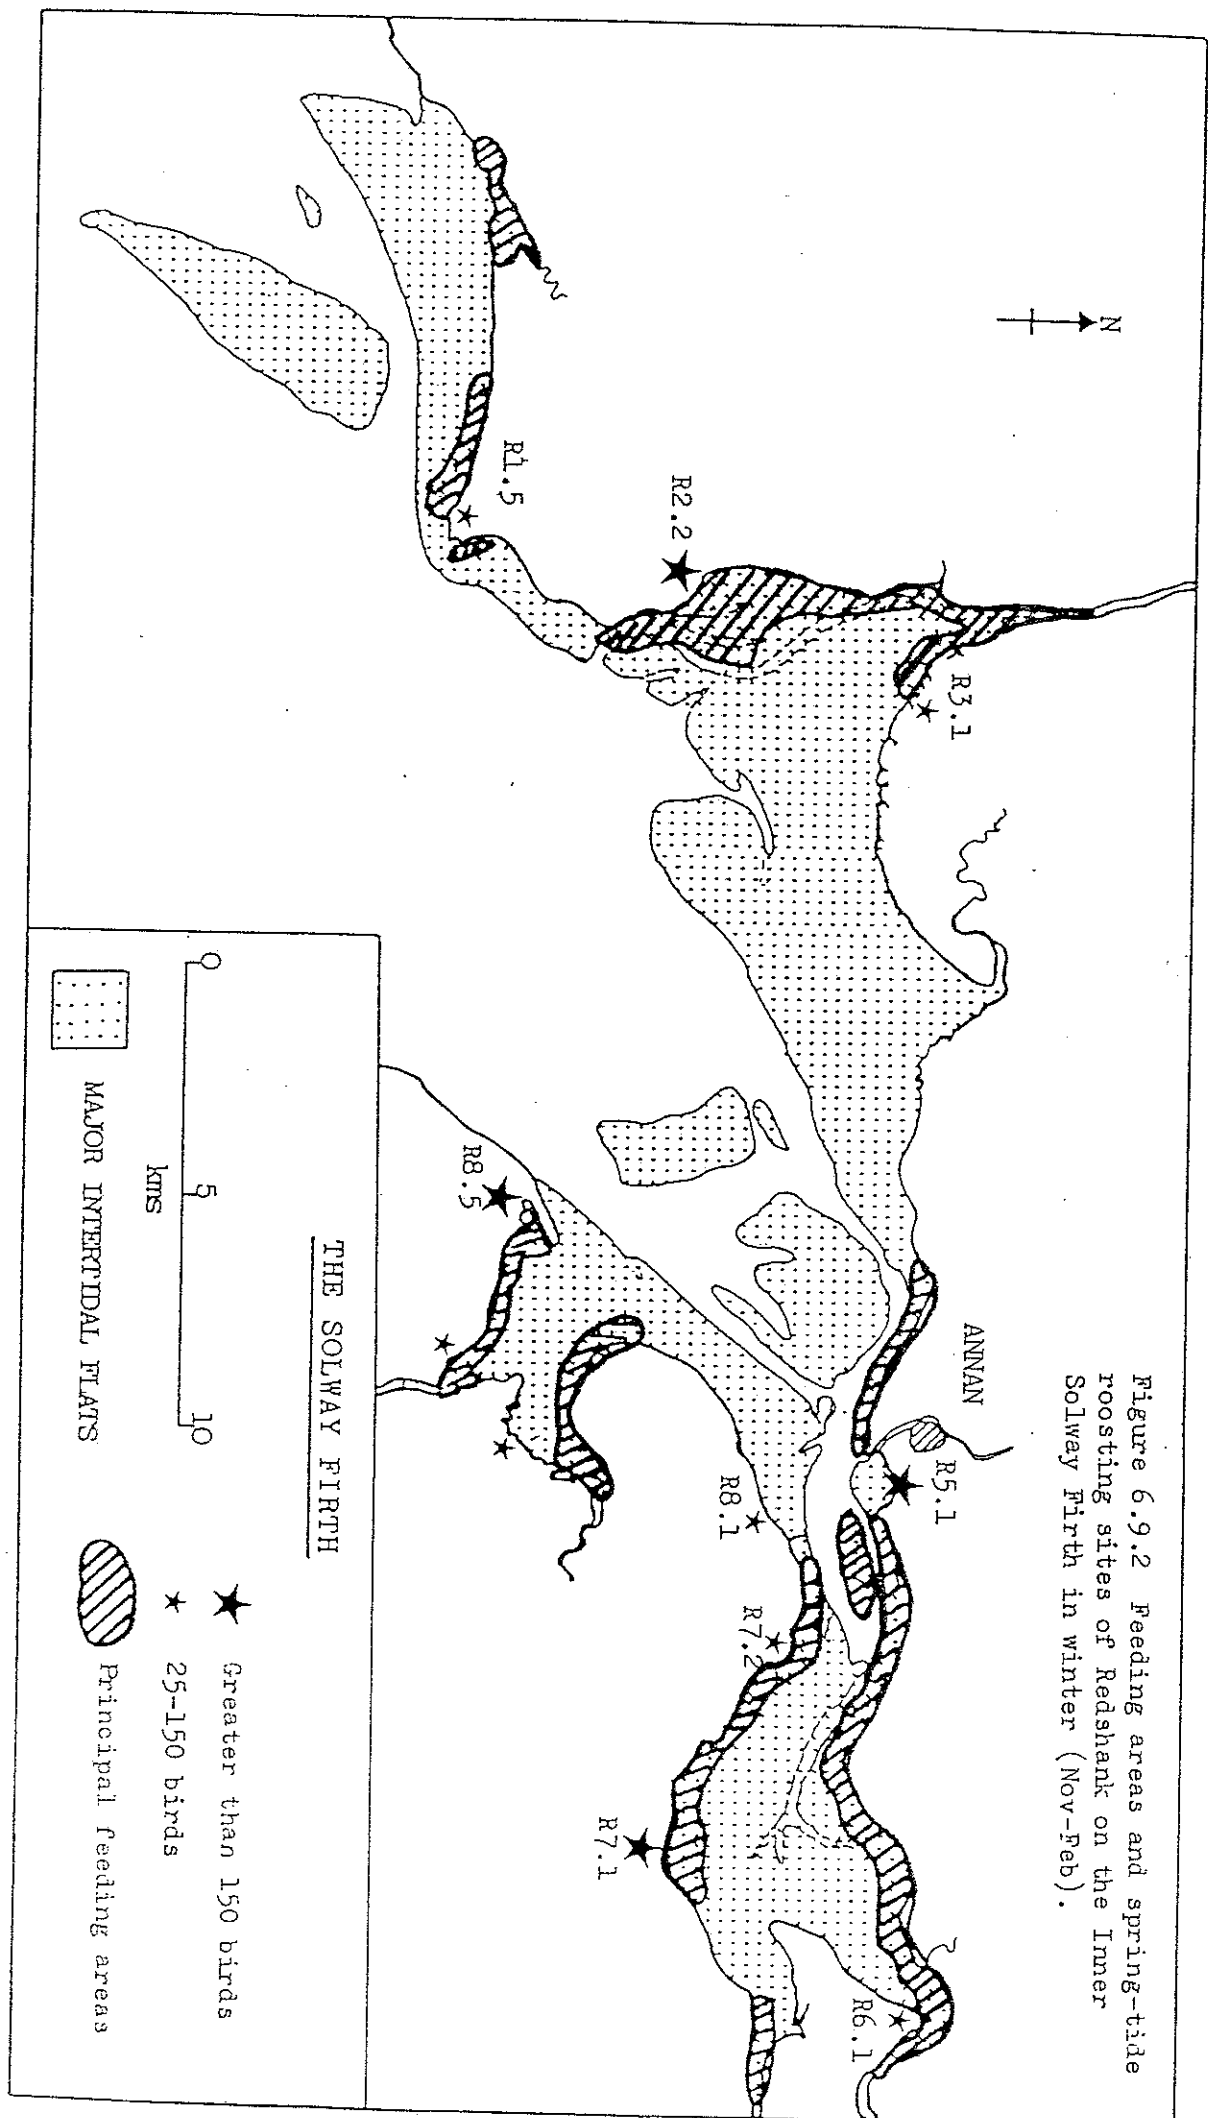 Figure 6.9.2 Feeding areas and spring-tide
roosting sites of Redshank on the Inner
Solway Firth in winter (Nov-Feb).
N
R1.5
R2.2
R3.1
ANNAN
R5.1
R6.1
R7.1
R7.2
R8.1
R8.5
THE SOLWAY FIRTH
0 5 10
kms
MAJOR INTERTIDAL FLATS
Greater than 150 birds
25-150 birds
Principal feeding areas